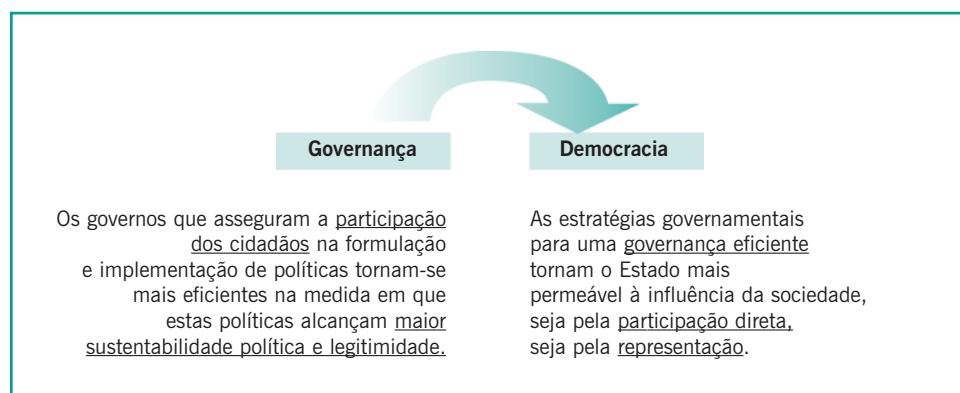 Governança
Democracia
Os governos que asseguram a participação
dos cidadãos na formulação
e implementação de políticas tornam-se
mais eficientes na medida em que
estas políticas alcançam maior
sustentabilidade política e legitimidade.
As estratégias governamentais
para uma governança eficiente
tornam o Estado mais
permeável à influência da sociedade,
seja pela participação direta,
seja pela representação.